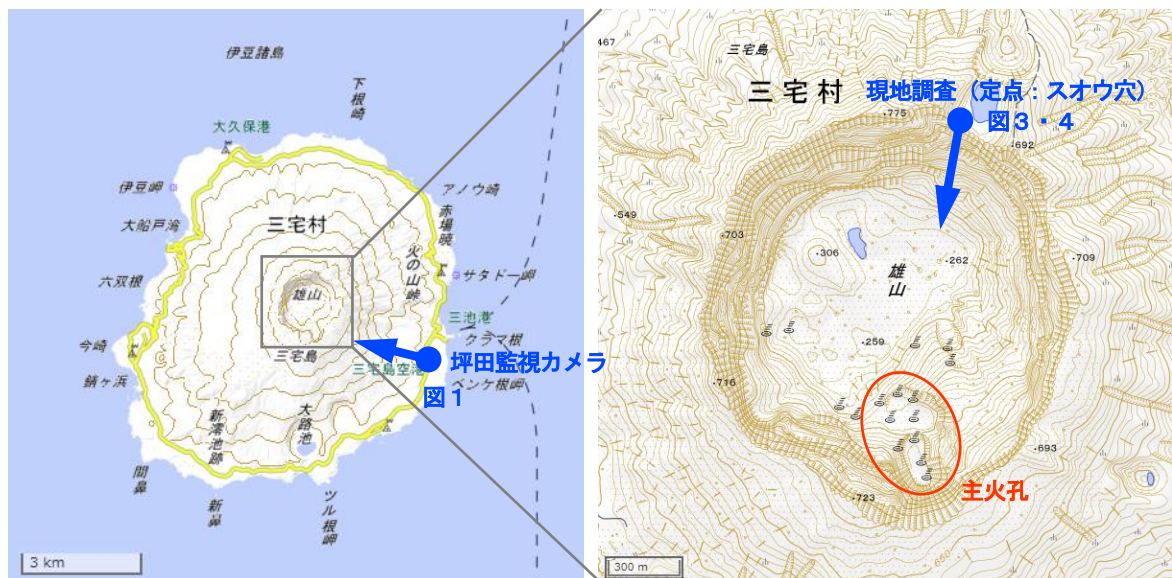 伊豆諸島
下根崎
大久保港
伊豆岬
アノウ崎
大船戸湾
三宅村
赤場暁
火の山峠
サタドー岬
六双根
雄山
三池港
クラマ根
今崎
三宅島
坪田監視カメラ
三宅島空港
錆ヶ浜
ベンケ根岬
図1
新澪池跡
大路池
間鼻
新鼻
ツル根岬
3 km
467
三宅島
三宅村
現地調査（定点：スオウ穴）
図3・4
775
692
549
703
306
262
709
雄山
259
716
693
主火孔
723
650
300 m